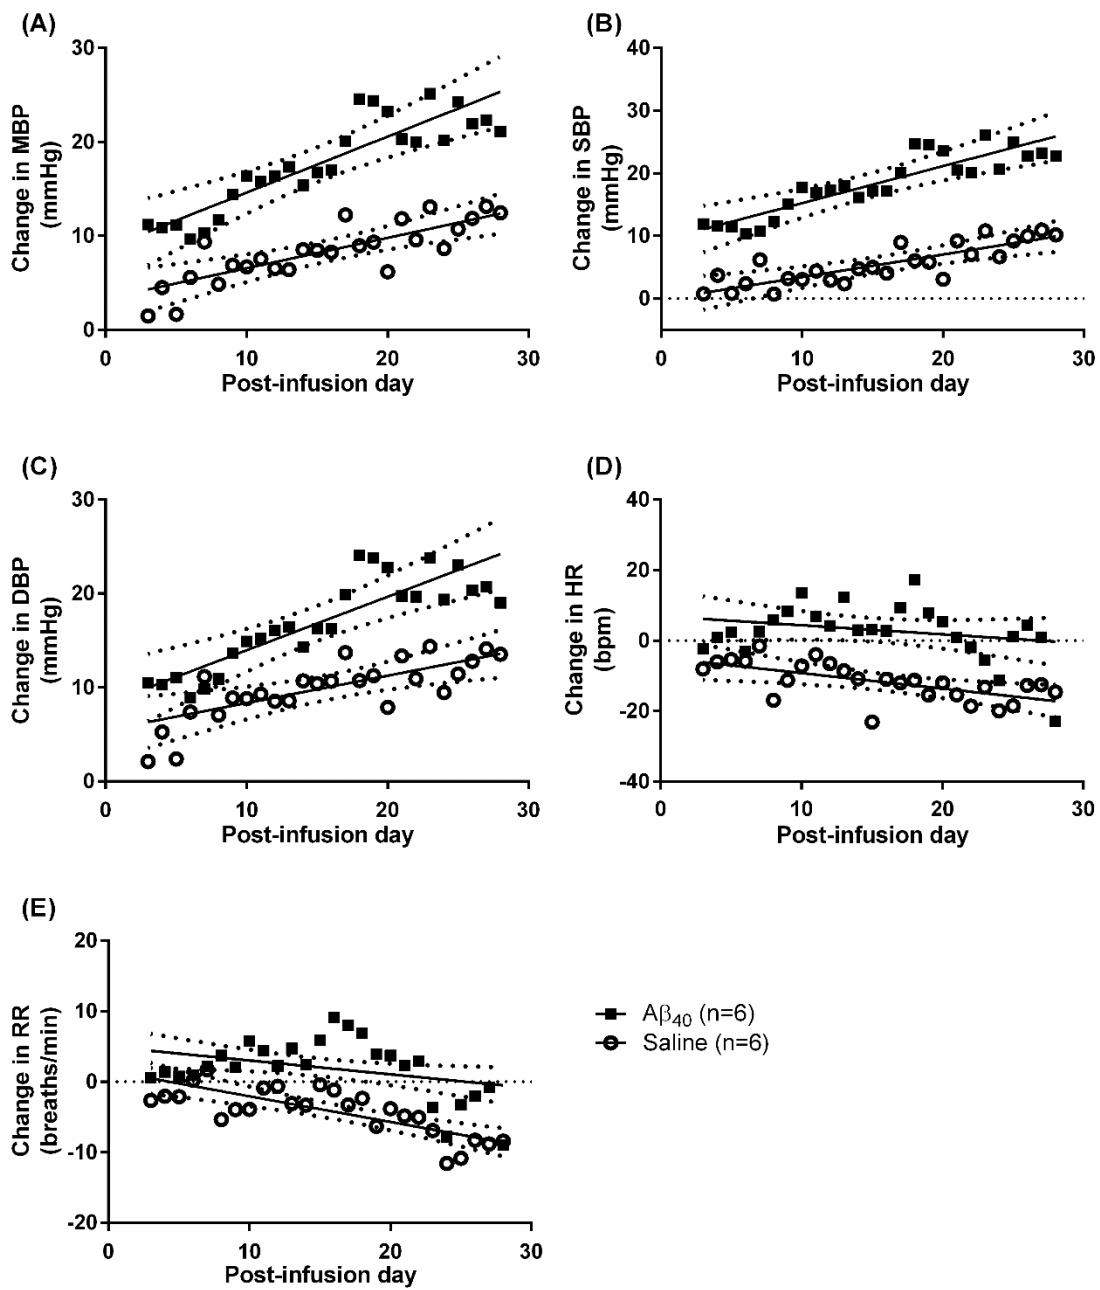 (A)
30
20
10
0
0
10
20
30
Change in MBP
(mmHg)
Post-infusion day
(B)
40
30
20
10
0
0
10
20
30
Change in SBP
(mmHg)
Post-infusion day
(C)
30
20
10
0
0
10
20
30
Change in DBP
(mmHg)
Post-infusion day
(D)
40
20
0
-20
-40
0
10
20
30
Change in HR
(bpm)
Post-infusion day
(E)
20
10
0
-10
-20
0
10
20
30
Change in RR
(breaths/min)
Post-infusion day
Aβ40 (n=6)
Saline (n=6)